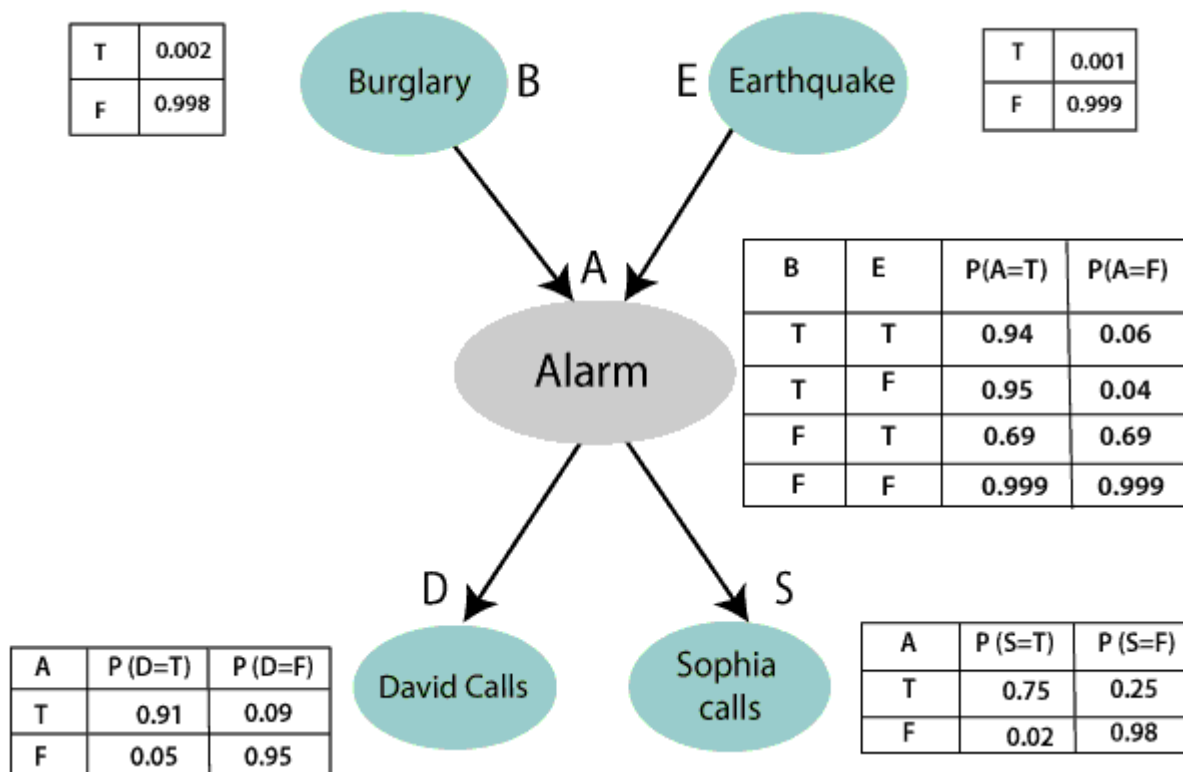 T 0.002
F 0.998
Burglary B
E Earthquake
T 0.001
F 0.999
A
B E P(A=T) P(A=F)
T T 0.94 0.06
T F 0.95 0.04
F T 0.69 0.69
F F 0.999 0.999
Alarm
D
S
A P (D=T) P (D=F)
T 0.91 0.09
F 0.05 0.95
David Calls
Sophia
calls
A P (S=T) P (S=F)
T 0.75 0.25
F 0.02 0.98